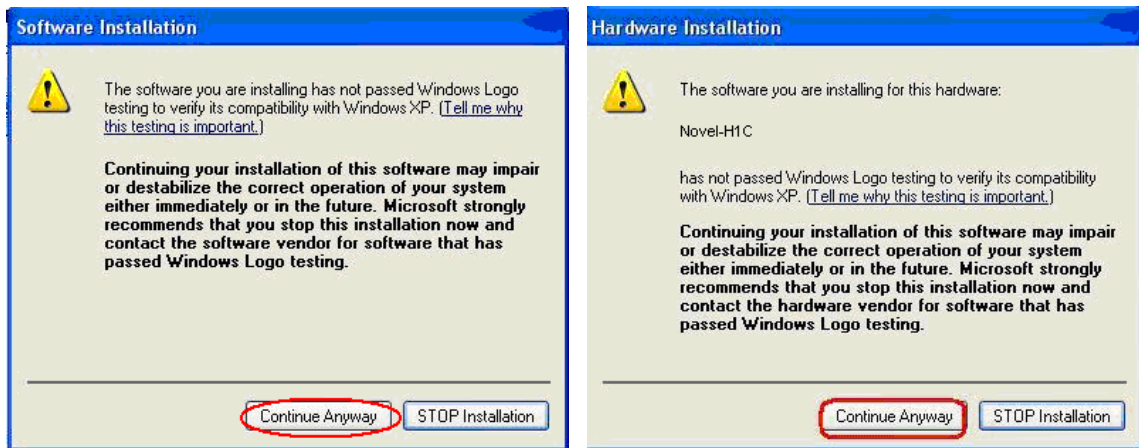 Software Installation
The software you are installing has not passed Windows Logo
testing to verify its compatibility with Windows XP. (Tell me why
this testing is important.)
Continuing your installation of this software may impair
or destabilize the correct operation of your system
either immediately or in the future. Microsoft strongly
recommends that you stop this installation now and
contact the software vendor for software that has
passed Windows Logo testing.
Continue Anyway
STOP Installation
Hardware Installation
The software you are installing for this hardware:
Novel-H1C
has not passed Windows Logo testing to verify its compatibility
with Windows XP. (Tell me why this testing is important.)
Continuing your installation of this software may impair
or destabilize the correct operation of your system
either immediately or in the future. Microsoft strongly
recommends that you stop this installation now and
contact the hardware vendor for software that has
passed Windows Logo testing.
Continue Anyway
STOP Installation